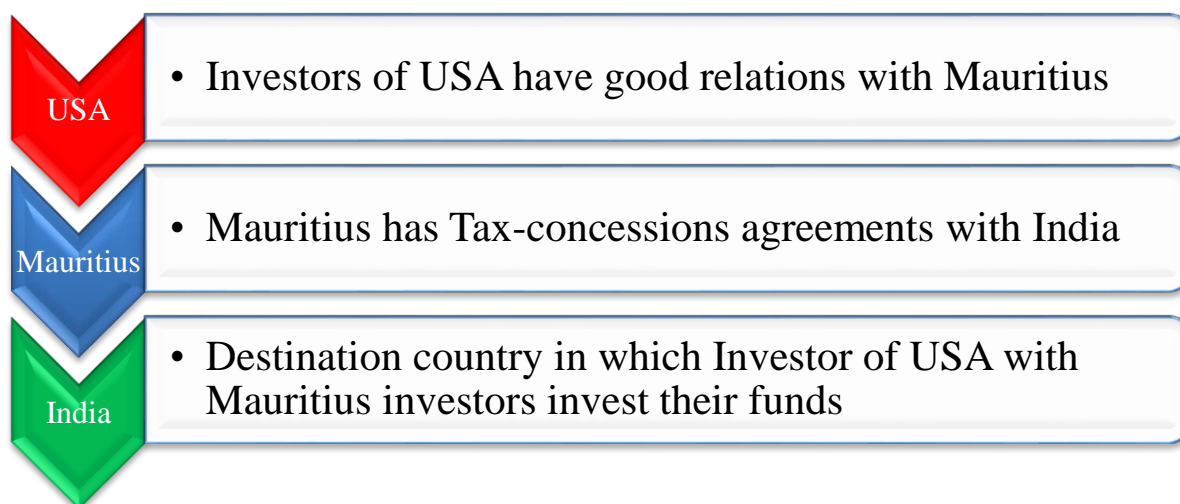 USA
• Investors of USA have good relations with Mauritius
Mauritius
• Mauritius has Tax-concessions agreements with India
India
• Destination country in which Investor of USA with
Mauritius investors invest their funds